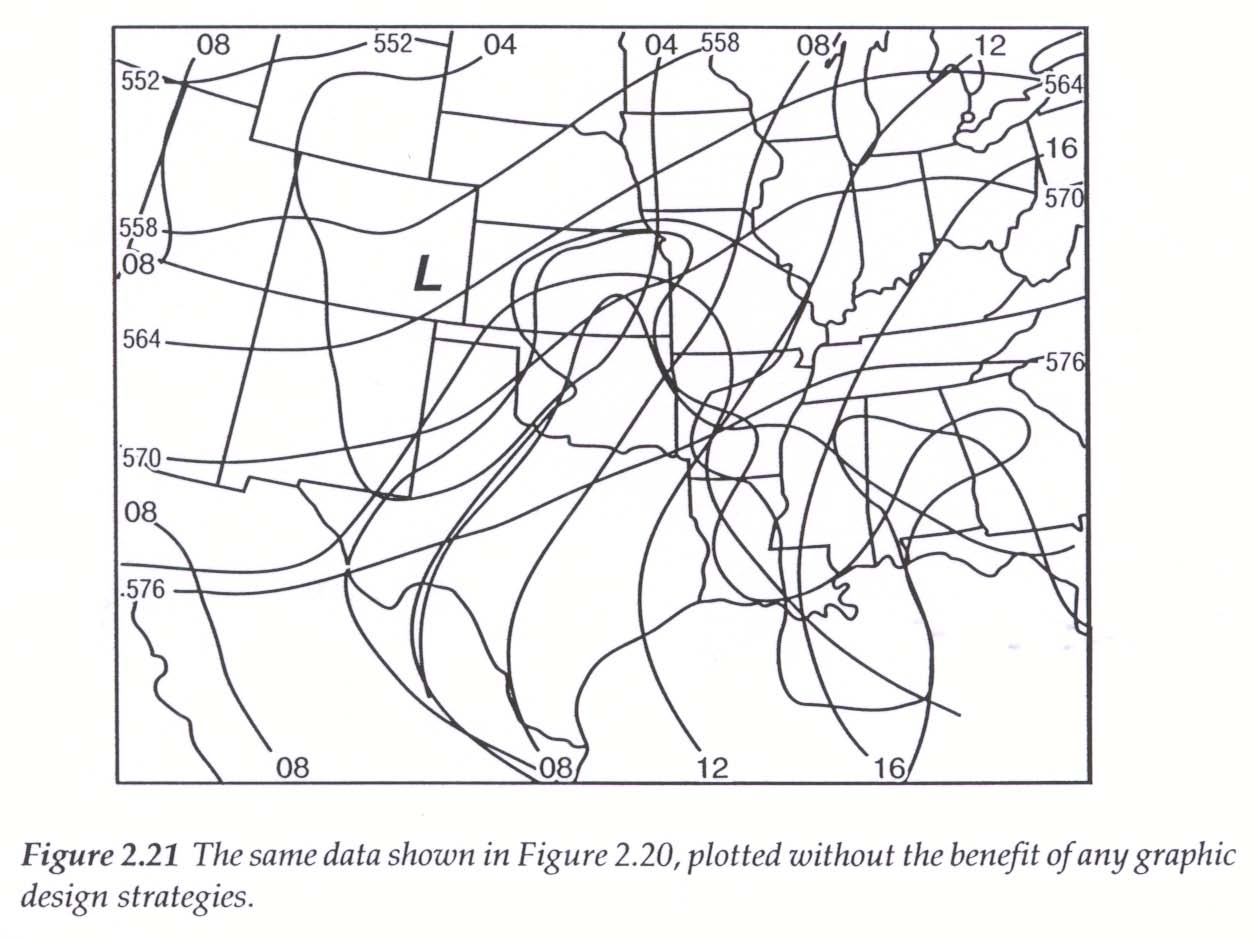 08 552 04 04 558 08 12
552 564
16
570
558
08
L
564
576
570
08
576
08 08 12 16
Figure 2.21 The same data shown in Figure 2.20, plotted without the benefit of any graphic
design strategies.